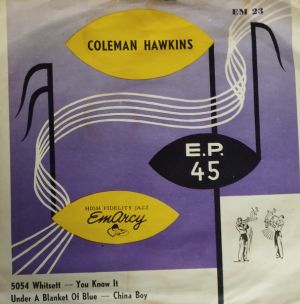 EM 23
COLEMAN HAWKINS
E.P.
45
HIGH FIDELITY JAZZ
EmArcy
5054 Whitsett — You Know It
Under A Blanket Of Blue — China Boy